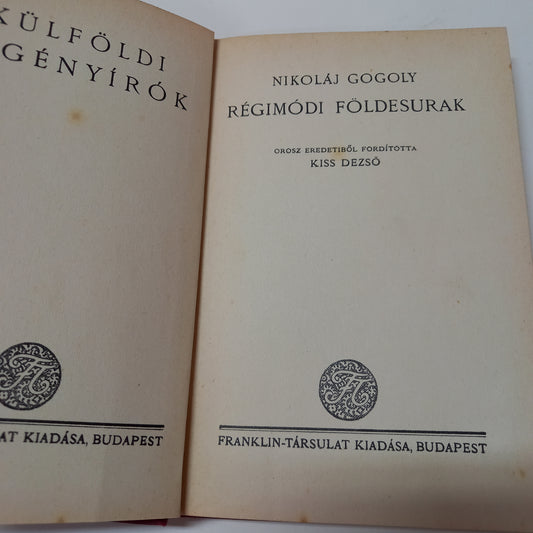 KÜLFÖLDI
GÉNYÍRÓK
AT KIADÁSA, BUDAPEST
NIKOLÁJ GOGOLY
RÉGIMÓDI FÖLDESURAK
OROSZ EREDETIBŐL FORDÍTOTTA
KISS DEZSŐ
FRANKLIN-TÁRSULAT KIADÁSA, BUDAPEST